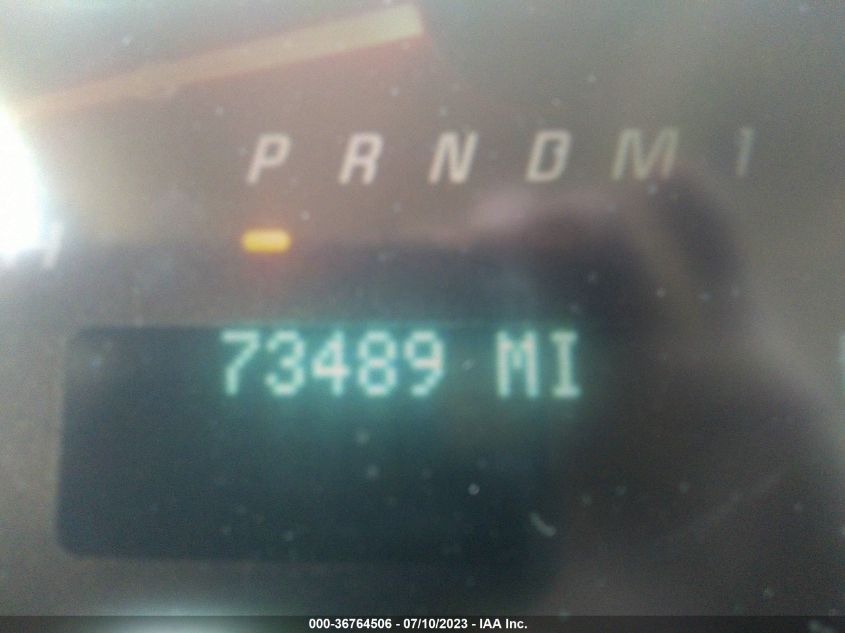 P R N D M 1
73489 MI
000-36764506 - 07/10/2023 - IAA Inc.